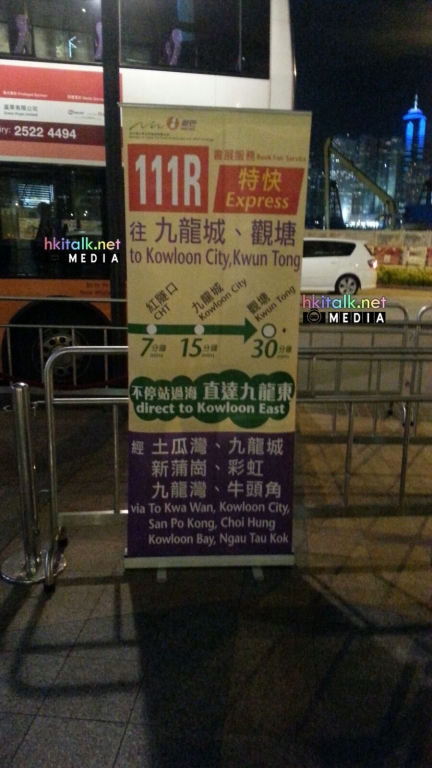 ry: 2522 4494
111R
書展服務 Book Fair Service
特快
Express
往 九龍城、觀塘
to Kowloon City, Kwun Tong
hkitalk.net
MEDIA
hkitalk.net
MEDIA
紅隧口
CHT
九龍城
Kowloon City
觀塘
Kwun Tong
7分鐘
15分鐘
30分鐘
不停站過海 直達九龍東
direct to Kowloon East
經 土瓜灣、九龍城
新蒲崗、彩虹
九龍灣、牛頭角
via To Kwa Wan, Kowloon City,
San Po Kong, Choi Hung
Kowloon Bay, Ngau Tau Kok